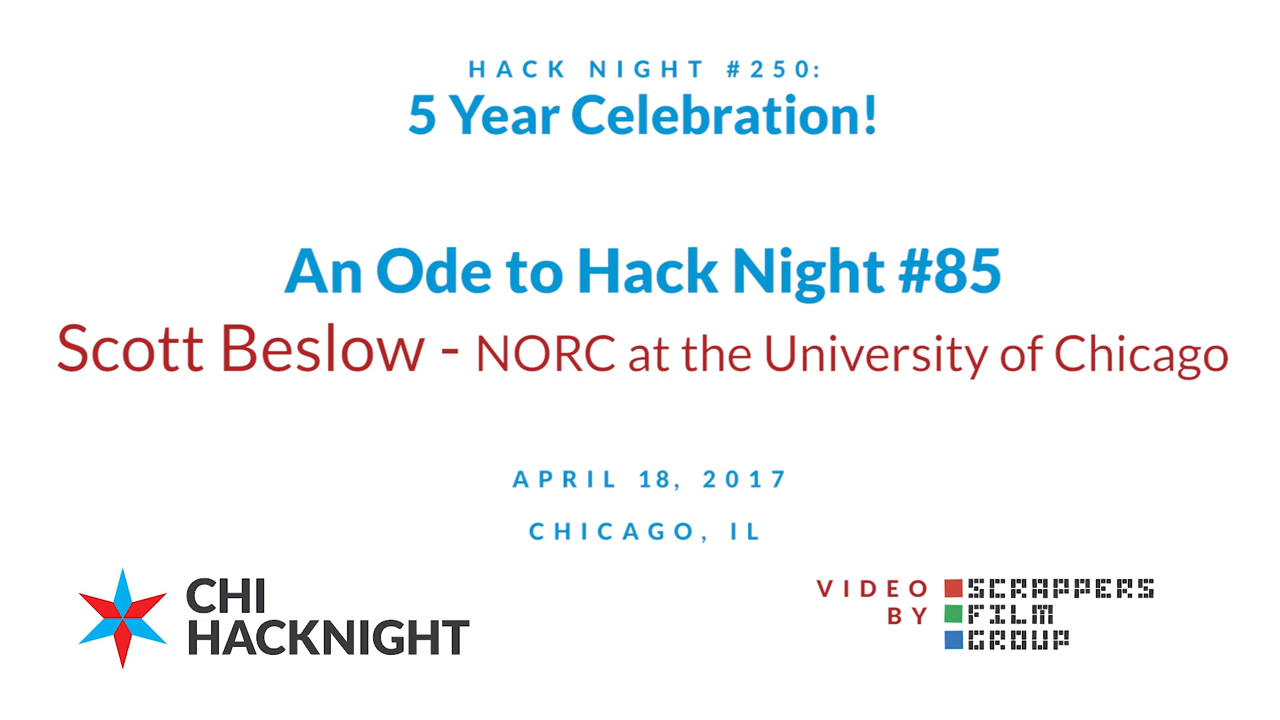 HACK NIGHT #250:
5 Year Celebration!
An Ode to Hack Night #85
Scott Beslow - NORC at the University of Chicago
APRIL 18, 2017
CHICAGO, IL
CHI
HACKNIGHT
VIDEO
BY
SCRAPPERS
FILM
GROUP